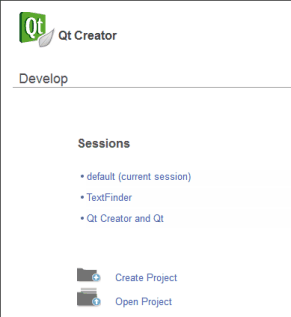 Qt
Qt Creator
Develop
Sessions
• default (current session)
• TextFinder
• Qt Creator and Qt
Create Project
Open Project